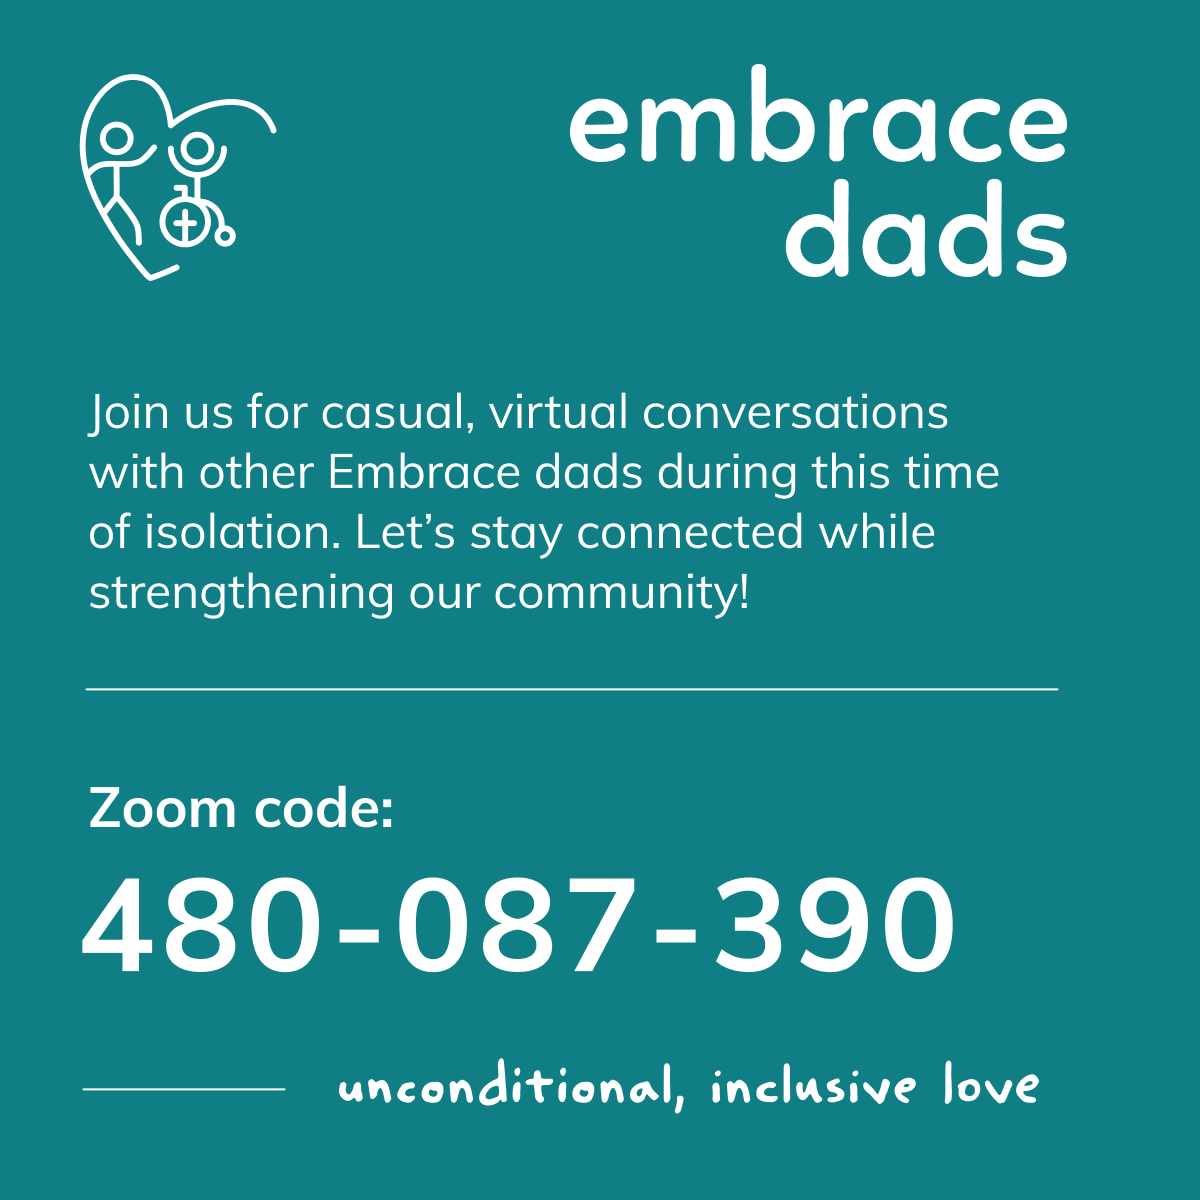 embrace
dads
Join us for casual, virtual conversations
with other Embrace dads during this time
of isolation. Let’s stay connected while
strengthening our community!
Zoom code:
480-087-390
unconditional, inclusive love